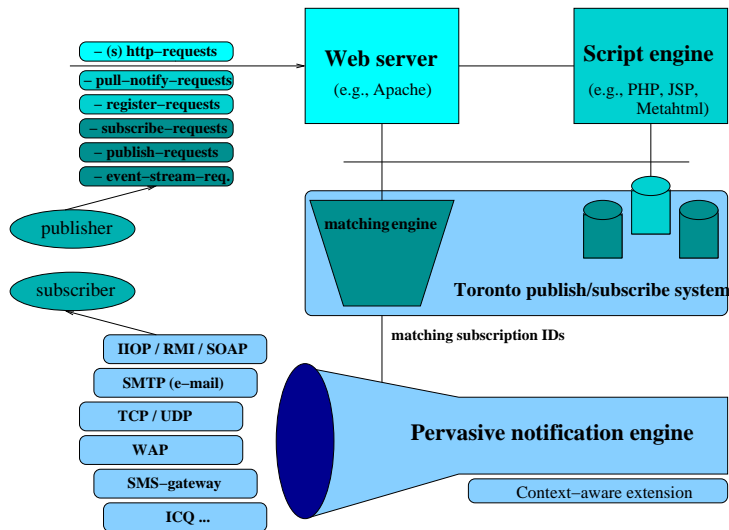 – (s) http–requests
– pull–notify–requests
– register–requests
– subscribe–requests
– publish–requests
– event–stream–req.
Web server
(e.g., Apache)
Script engine
(e.g., PHP, JSP,
Metahtml)
publisher
matching engine
Toronto publish/subscribe system
subscriber
matching subscription IDs
IIOP / RMI / SOAP
SMTP (e–mail)
TCP / UDP
WAP
SMS-gateway
ICQ ...
Pervasive notification engine
Context–aware extension